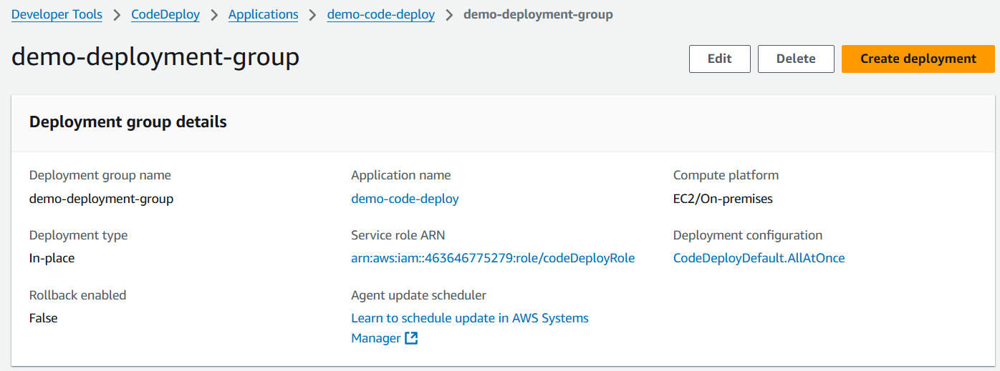 Developer Tools > CodeDeploy > Applications > demo-code-deploy > demo-deployment-group
demo-deployment-group
Edit
Delete
Create deployment
Deployment group details
Deployment group name
demo-deployment-group
Application name
demo-code-deploy
Compute platform
EC2/On-premises
Deployment type
In-place
Service role ARN
arn:aws:iam::463646775279:role/codeDeployRole
Deployment configuration
CodeDeployDefault.AllAtOnce
Rollback enabled
False
Agent update scheduler
Learn to schedule update in AWS Systems
Manager